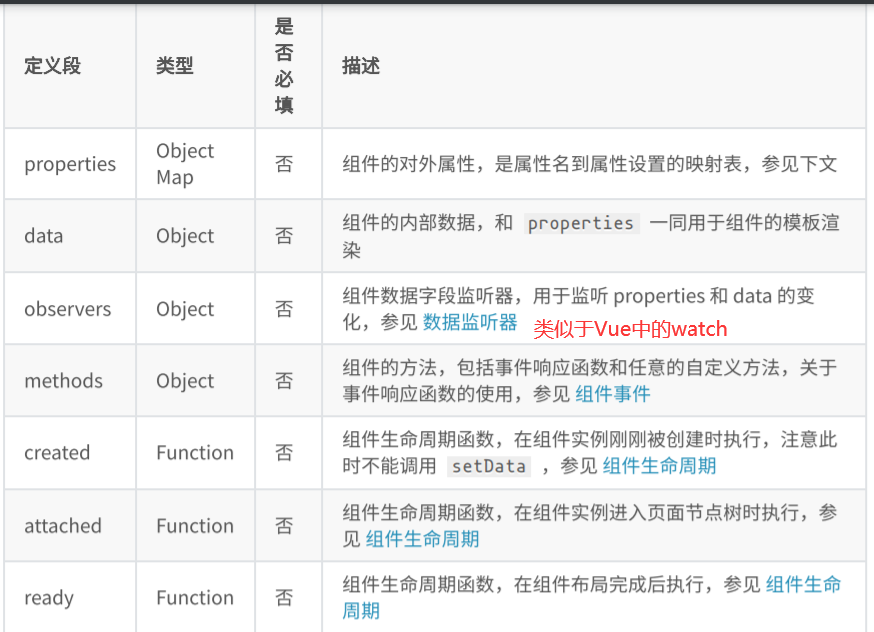 定义段 类型 是否必填 描述
properties Object Map 否 组件的对外属性，是属性名到属性设置的映射表，参见下文
data Object 否 组件的内部数据，和 properties 一同用于组件的模板渲
染
observers Object 否 组件数据字段监听器，用于监听 properties 和 data 的变
化，参见 数据监听器 类似于Vue中的watch
methods Object 否 组件的方法，包括事件响应函数和任意的自定义方法，关于
事件响应函数的使用，参见 组件事件
created Function 否 组件生命周期函数，在组件实例刚刚被创建时执行，注意此
时不能调用 setData ，参见 组件生命周期
attached Function 否 组件生命周期函数，在组件实例进入页面节点树时执行，参
见 组件生命周期
ready Function 否 组件生命周期函数，在组件布局完成后执行，参见 组件生命
周期